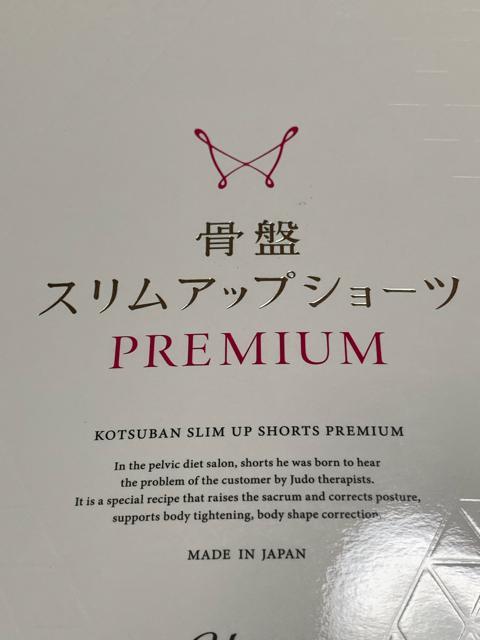 骨盤
スリムアップショーツ
PREMIUM
KOTSUBAN SLIM UP SHORTS PREMIUM
In the pelvic diet salon, shorts he was born to hear
the problem of the customer by Judo therapists.
It is a special recipe that raises the sacrum and corrects posture,
supports body tightening, body shape correction.
MADE IN JAPAN